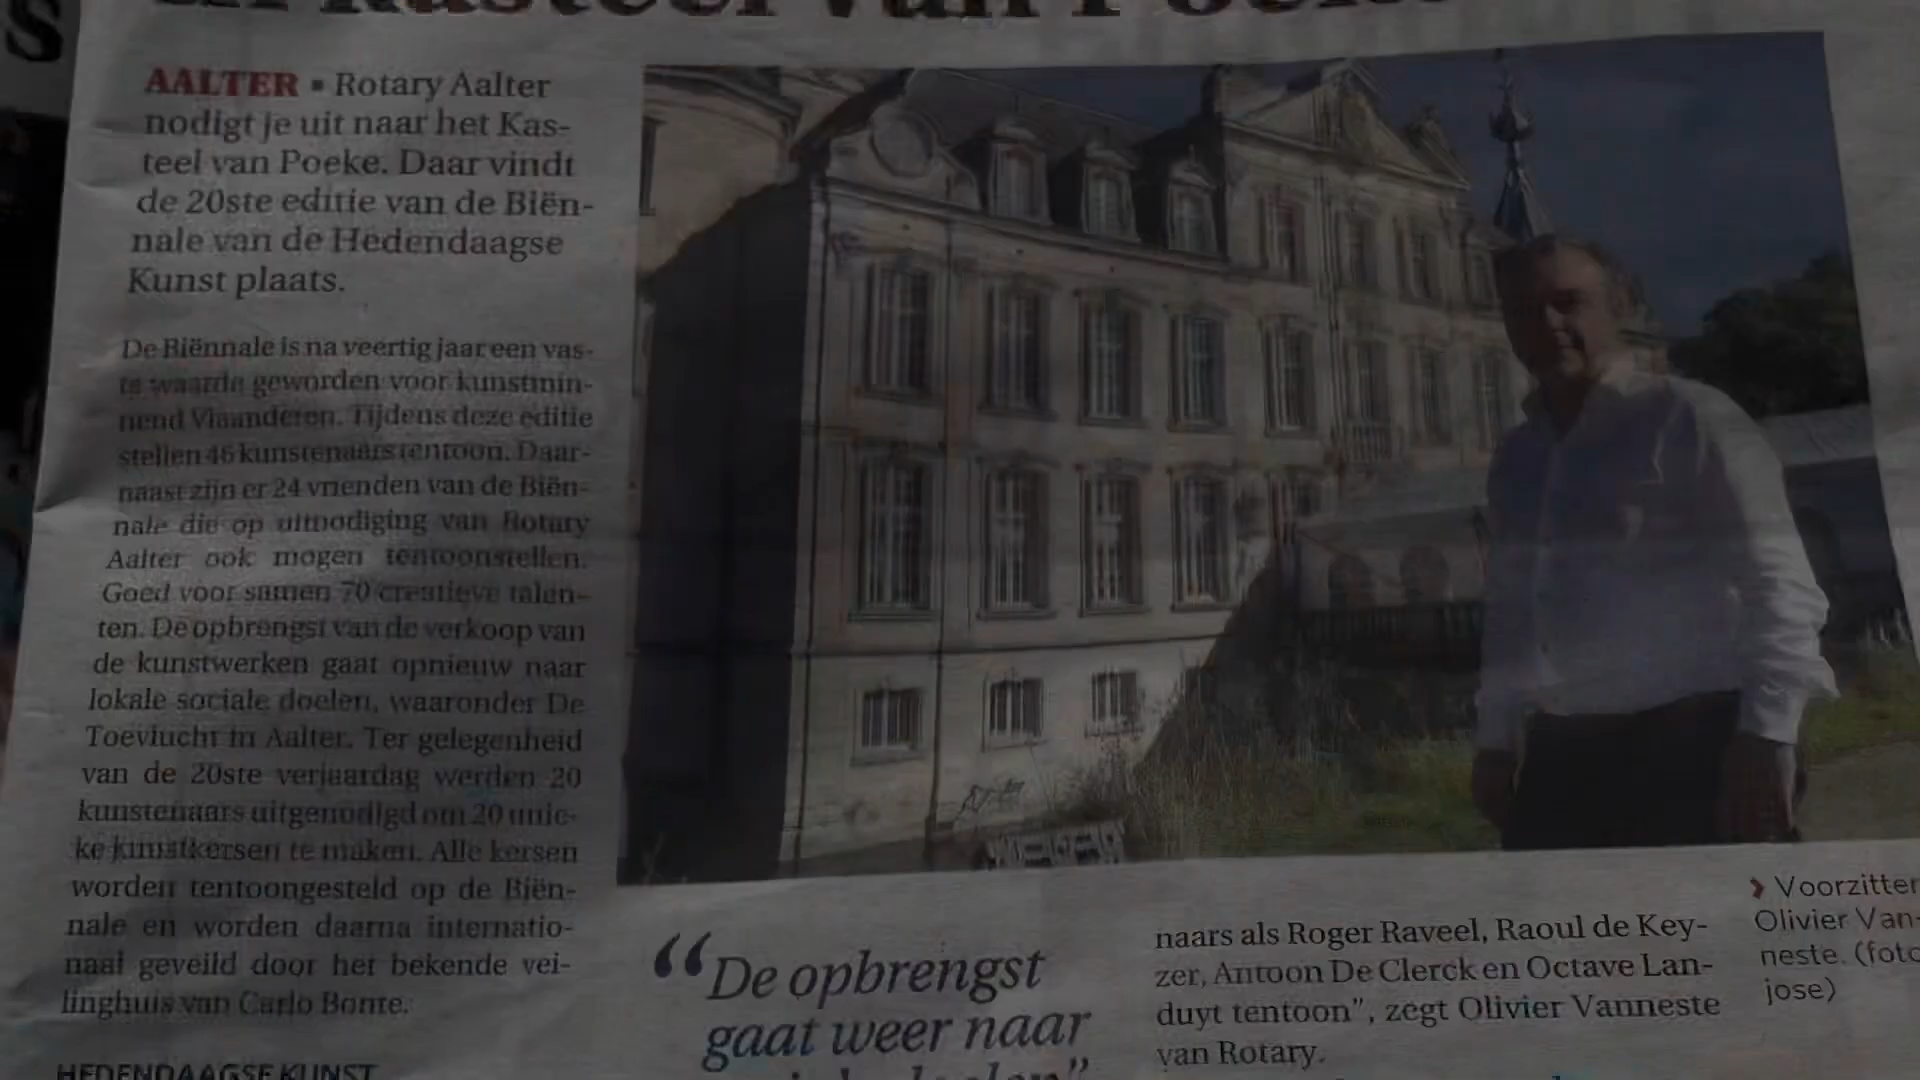 in Kasteel van Poeke
AALTER ▪ Rotary Aalter
nodigt je uit naar het Kas-
teel van Poeke. Daar vindt
de 20ste editie van de Biën-
nale van de Hedendaagse
Kunst plaats.
De Biënnale is na veertig jaar een vas-
te waarde geworden voor kunstmin-
nend Vlaanderen. Tijdens deze editie
stellen 46 kunstenaars tentoon. Daar-
naast zijn er 24 vrienden van de Biën-
nale die op uitnodiging van Rotary
Aalter ook mogen tentoonstellen.
Goed voor samen 70 creatieve talen-
ten. De opbrengst van de verkoop van
de kunstwerken gaat opnieuw naar
lokale sociale doelen, waaronder De
Toevlucht in Aalter. Ter gelegenheid
van de 20ste verjaardag werden 20
kunstenaars uitgenodigd om 20 unie-
ke kunstkersen te maken. Alle kersen
worden tentoongesteld op de Biën-
nale en worden daarna internatio-
naal geveild door het bekende vei-
linghuis van Carlo Bonte.
HEDENDAAGSE KUNST
“De opbrengst
gaat weer naar
doelen”
naars als Roger Raveel, Raoul de Key-
zer, Antoon De Clerck en Octave Lan-
duyt tentoon”, zegt Olivier Vanneste
van Rotary.
› Voorzitter
Olivier Van-
neste. (foto
jose)